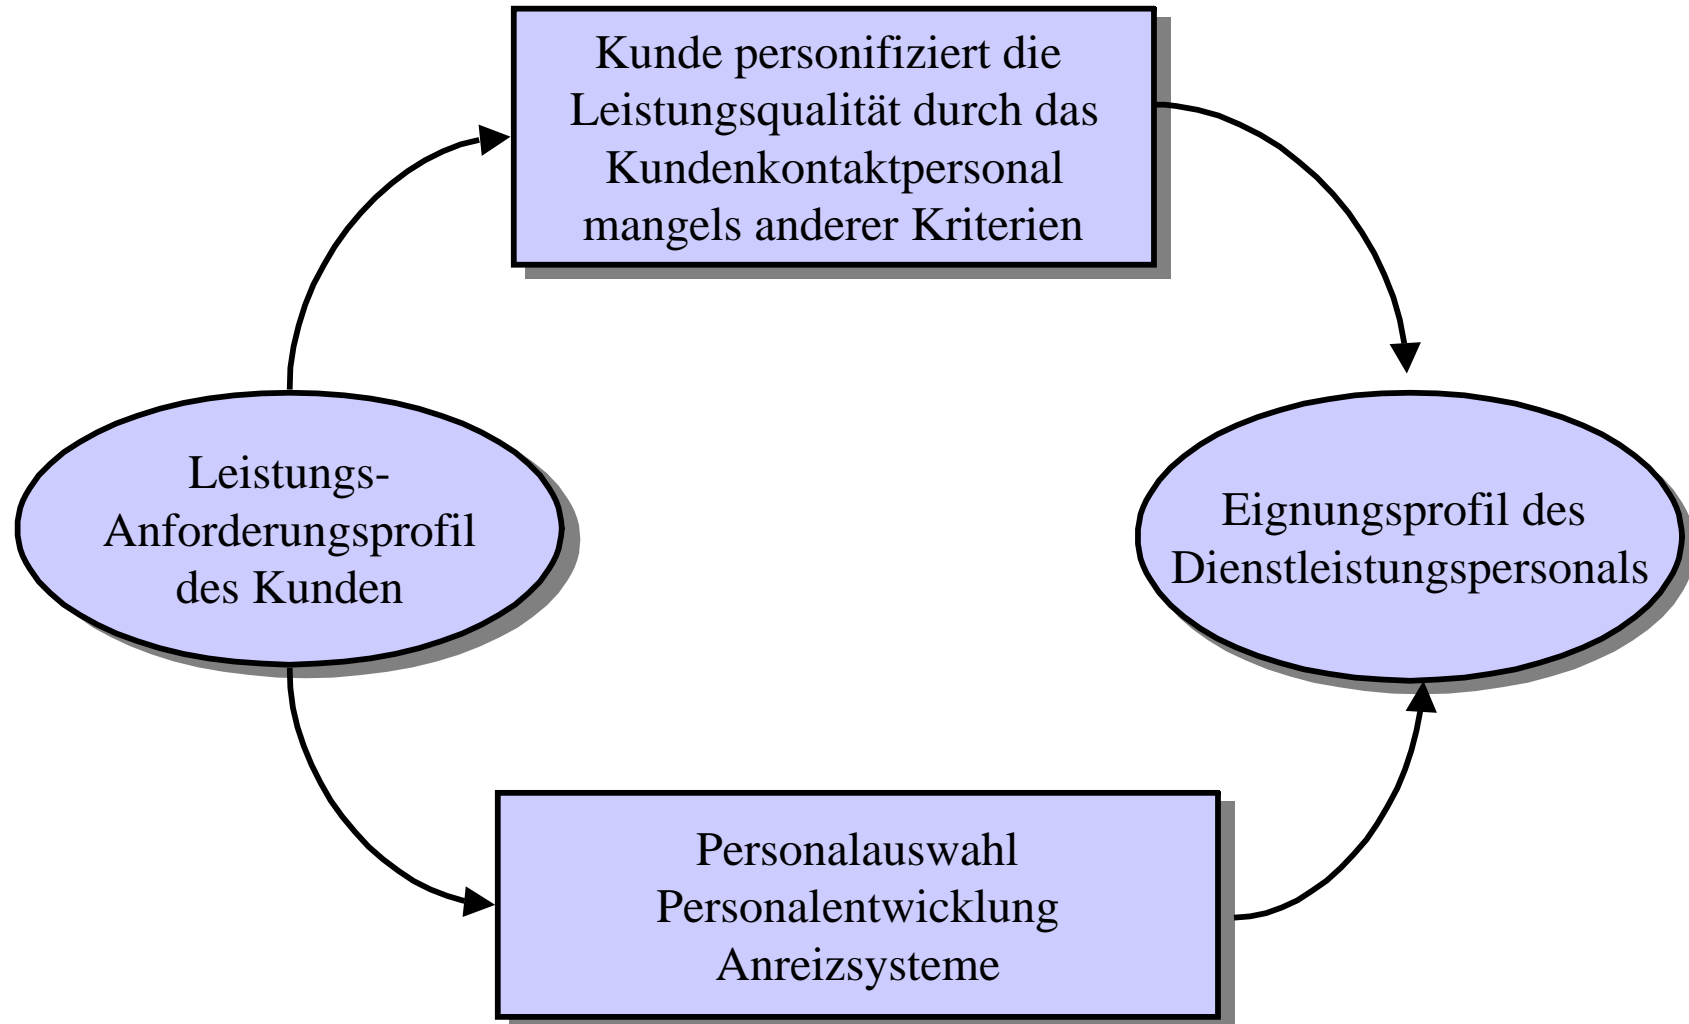 Kunde personifiziert die
Leistungsqualität durch das
Kundenkontaktpersonal
mangels anderer Kriterien
Leistungs-
Anforderungsprofil
des Kunden
Eignungsprofil des
Dienstleistungspersonals
Personalauswahl
Personalentwicklung
Anreizsysteme